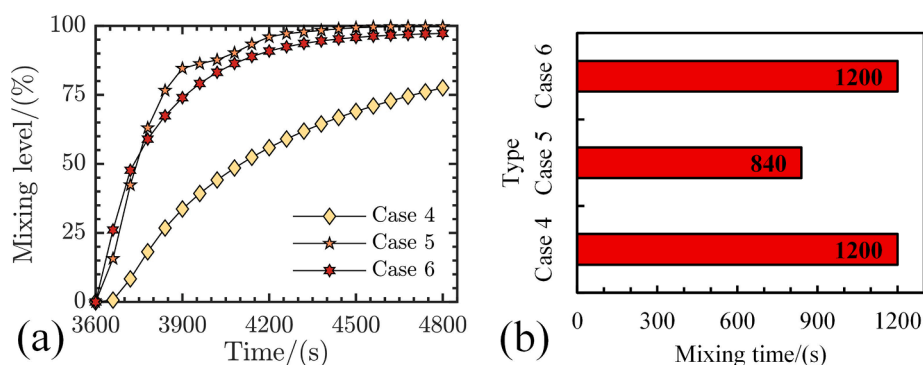 100
75
50
25
0
Mixing level/(%)
Case 4
Case 5
Case 6
3600 3900 4200 4500 4800
Time/(s)
(a)
Type
Case 6
1200
Case 5
840
Case 4
1200
0 300 600 900 1200
Mixing time/(s)
(b)